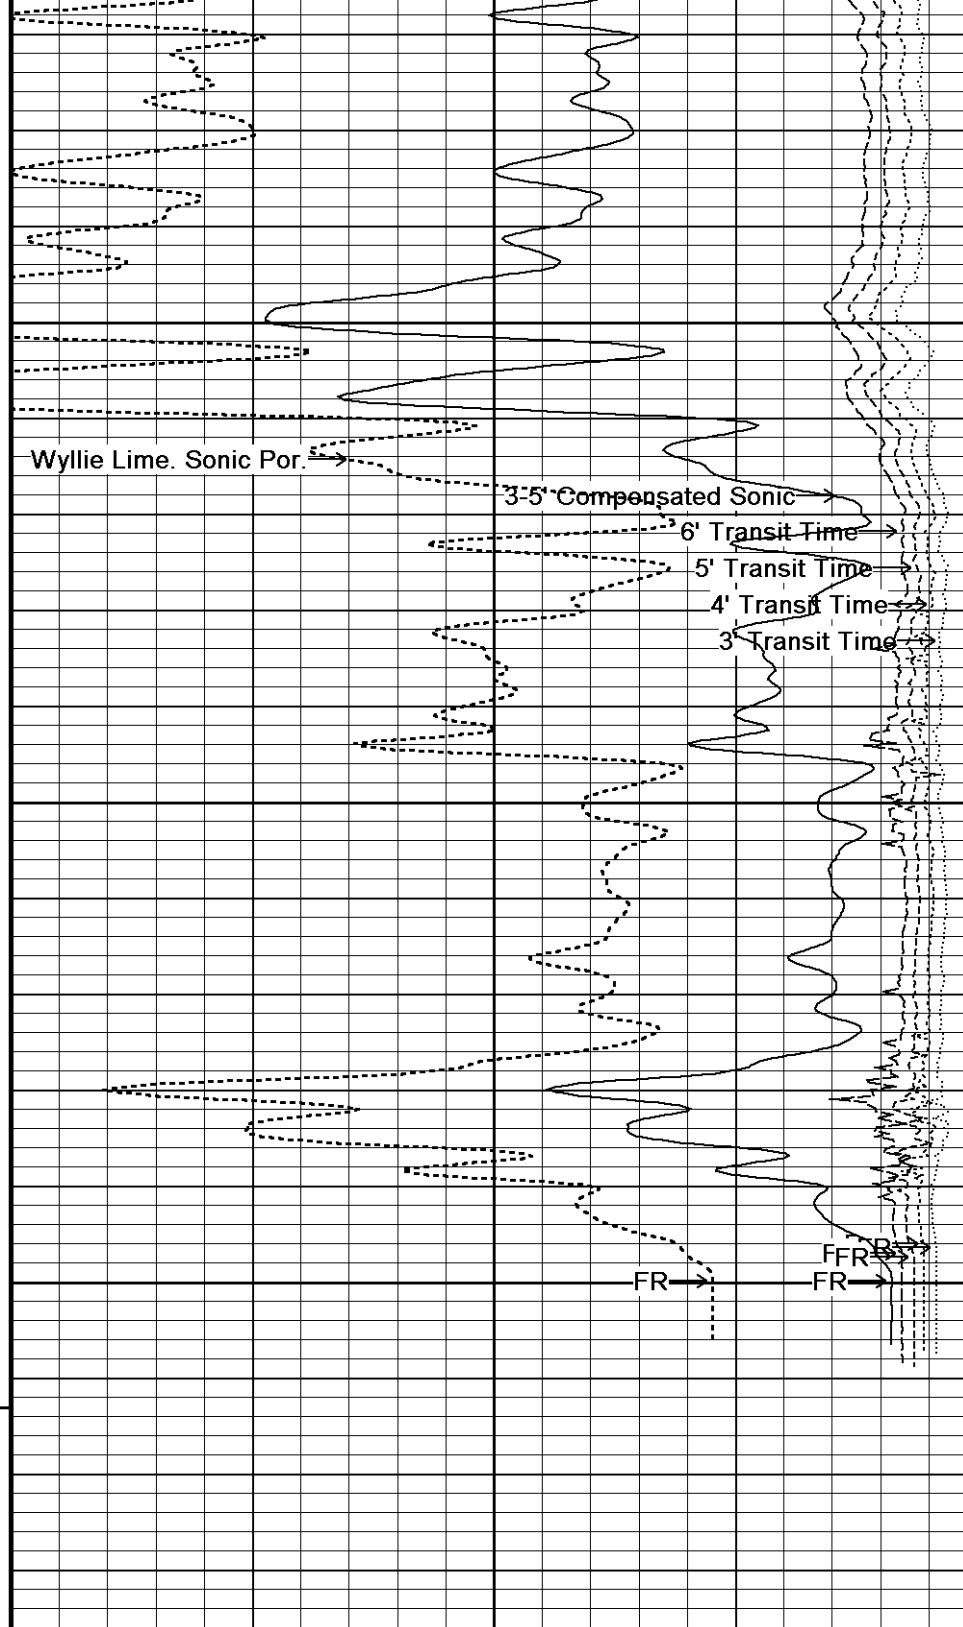 Wyllie Lime. Sonic Por.
3-5' Compensated Sonic
6' Transit Time
5' Transit Time
4' Transit Time
3' Transit Time
FR
FR
FR